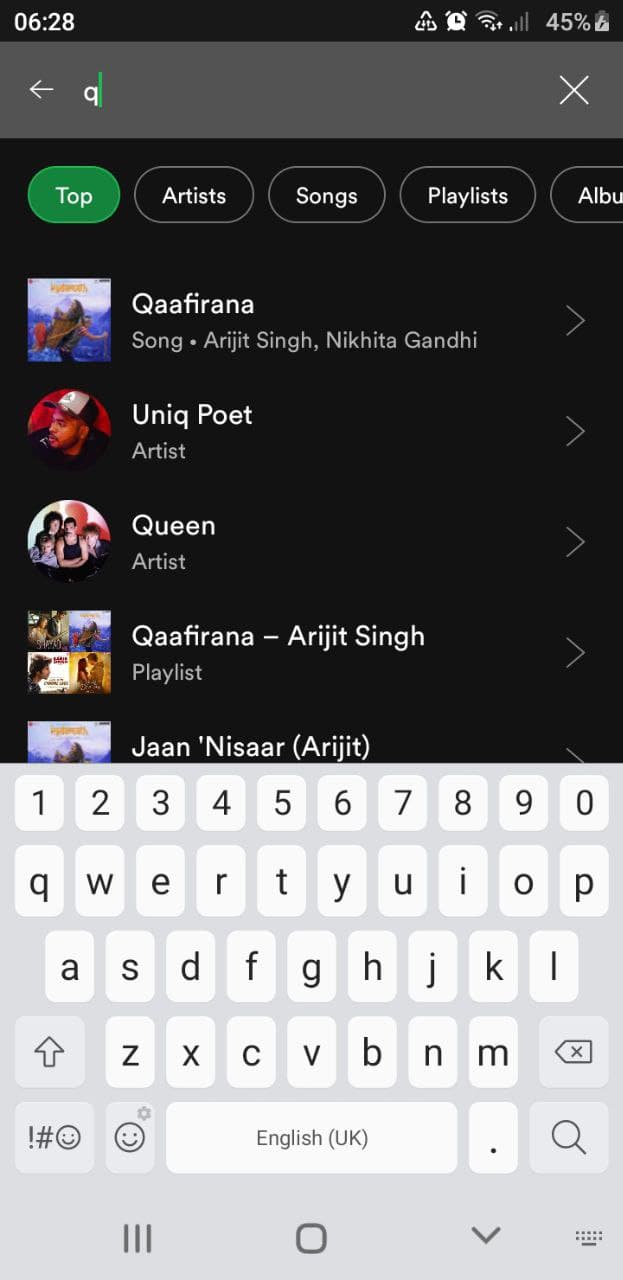 06:28
45%
q
Top
Artists
Songs
Playlists
Albu
Qaafirana
Song • Arijit Singh, Nikhita Gandhi
Uniq Poet
Artist
Queen
Artist
Qaafirana – Arijit Singh
Playlist
Jaan 'Nisaar (Arijit)
1 2 3 4 5 6 7 8 9 0
q w e r t y u i o p
a s d f g h j k l
z x c v b n m
!#☺
English (UK)
.